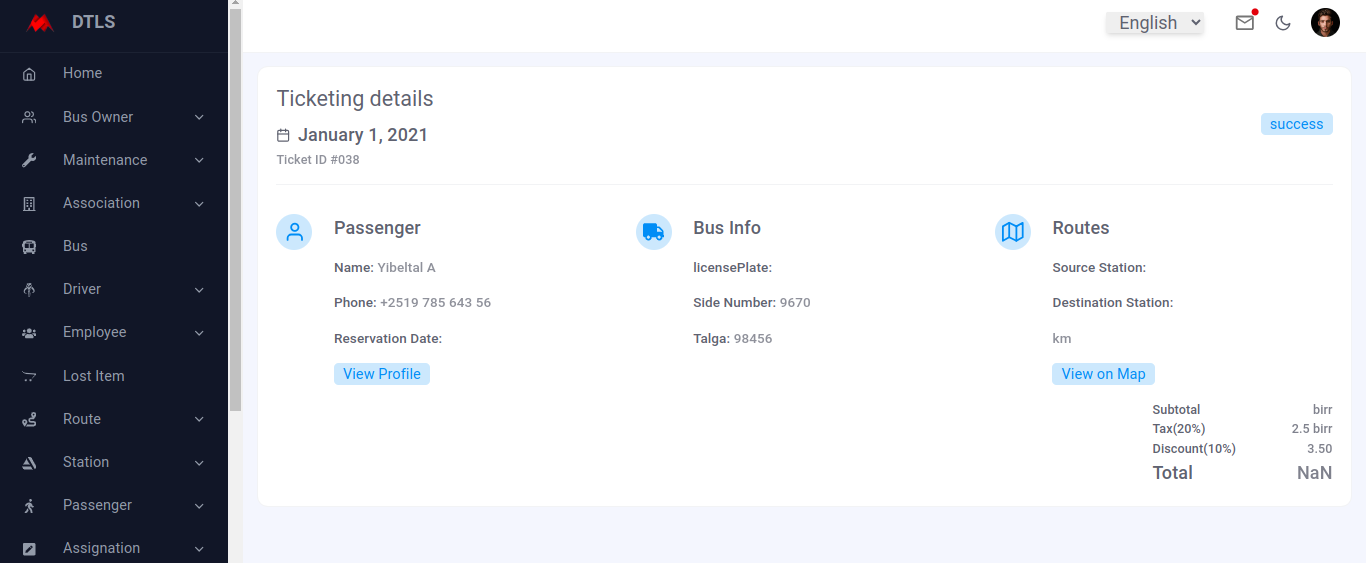 DTLS
English
Home
Bus Owner
Maintenance
Association
Bus
Driver
Employee
Lost Item
Route
Station
Passenger
Assignation
Ticketing details
January 1, 2021
Ticket ID #038
success
Passenger
Name: Yibeltal A
Phone: +2519 785 643 56
Reservation Date:
View Profile
Bus Info
licensePlate:
Side Number: 9670
Talga: 98456
Routes
Source Station:
Destination Station:
km
View on Map
Subtotal birr
Tax(20%) 2.5 birr
Discount(10%) 3.50
Total NaN